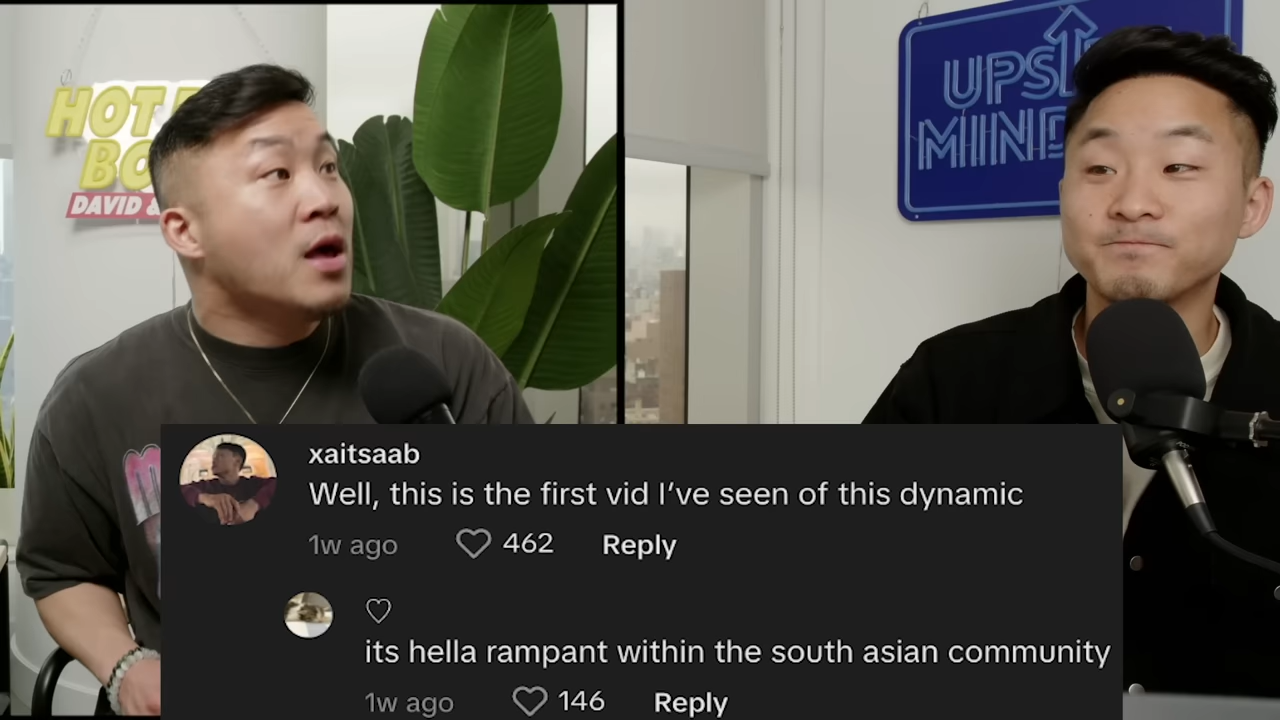 HOT
BO
DAVID &
UPS
MIND
xaitsaab
Well, this is the first vid I've seen of this dynamic
1w ago 462 Reply
♡
its hella rampant within the south asian community
1w ago 146 Reply